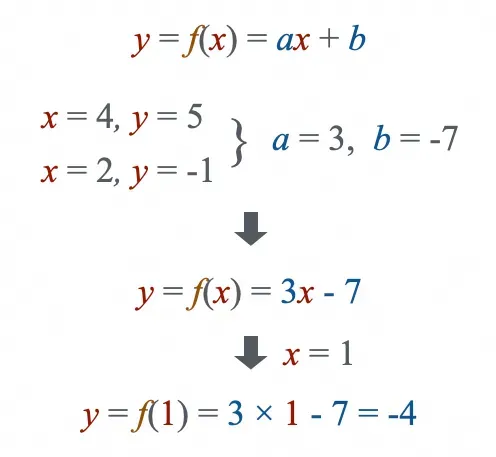 y = f(x) = ax + b
x = 4, y = 5
x = 2, y = -1
} a = 3, b = -7
y = f(x) = 3x - 7
x = 1
y = f(1) = 3 × 1 - 7 = -4